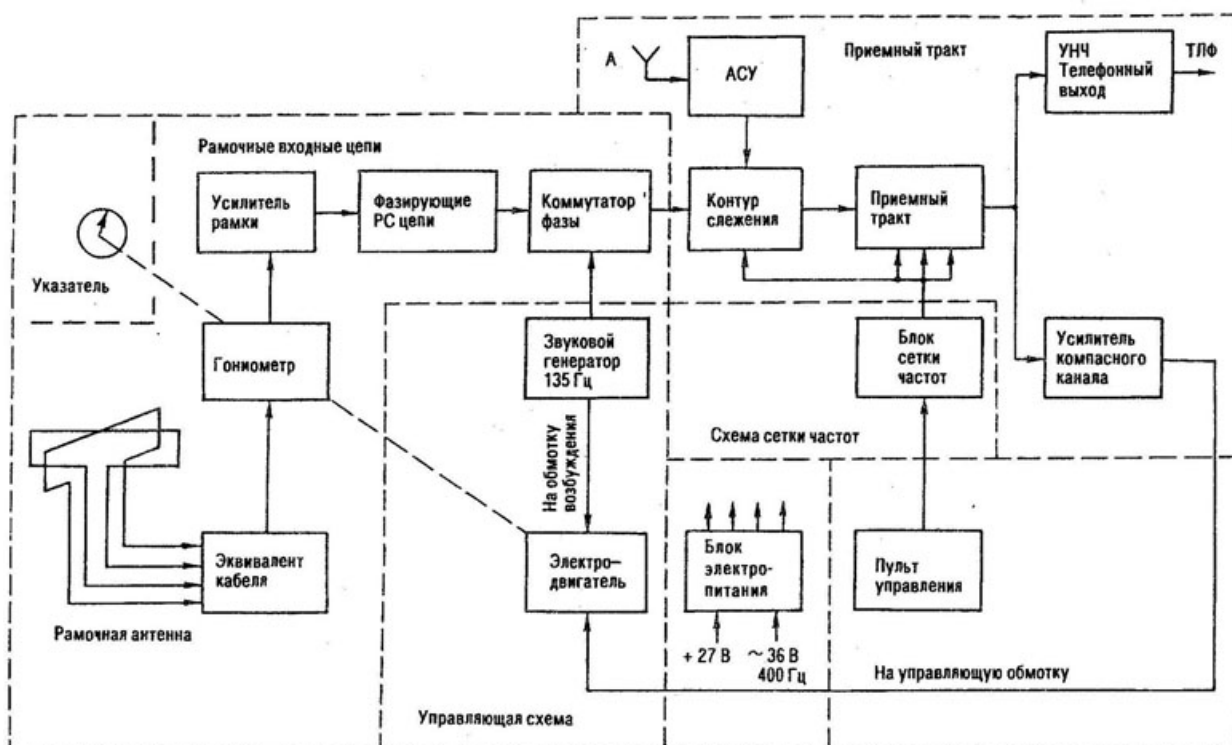 А
АСУ
Приемный тракт
УНЧ
Телефонный
выход
ТЛФ
Рамочные входные цепи
Усилитель
рамки
Фазирующие
РС цепи
Коммутатор
фазы
Контур
слежения
Приемный
тракт
Указатель
Гониометр
Звуковой
генератор
135 Гц
Блок
сетки
частот
Усилитель
компасного
канала
На обмотку
возбуждения
Схема сетки частот
Эквивалент
кабеля
Электро-
двигатель
Блок
электро-
питания
Пульт
управления
Рамочная антенна
+ 27 В
~ 36 В
400 Гц
На управляющую обмотку
Управляющая схема